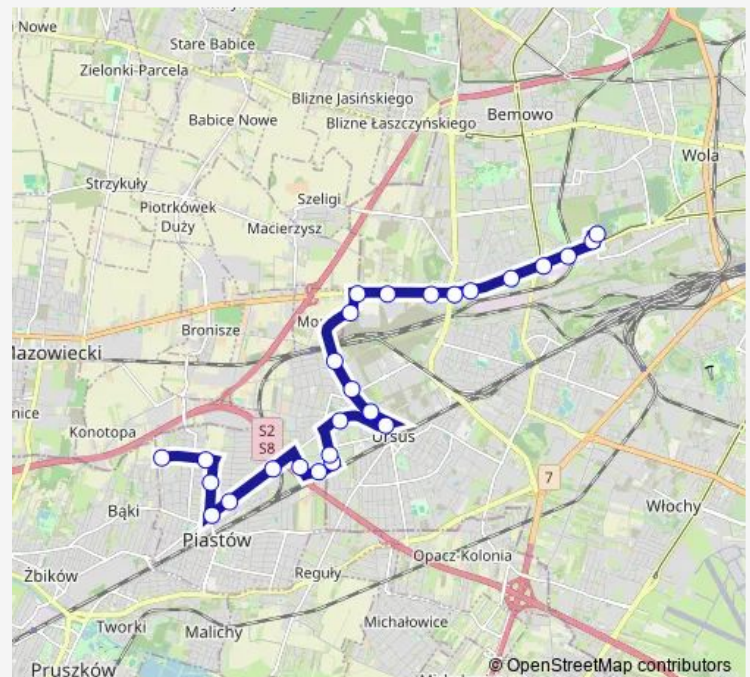 Nowe
Stare Babice
Zielonki-Parcela
Blizne Jasińskiego
Babice Nowe
Blizne Łaszczyńskiego
Bemowo
Wola
Strzykuły
Szeligi
Piotrkówek
Duży
Macierzysz
Mo
Bronisze
Mazowiecki
nice
Konotopa
S2
S8
Ursus
7
Bąki
Włochy
Piastów
Opacz-Kolonia
Żbików
Reguły
Tworki
Malichy
Michałowice
Pruszków
© OpenStreetMap contributors